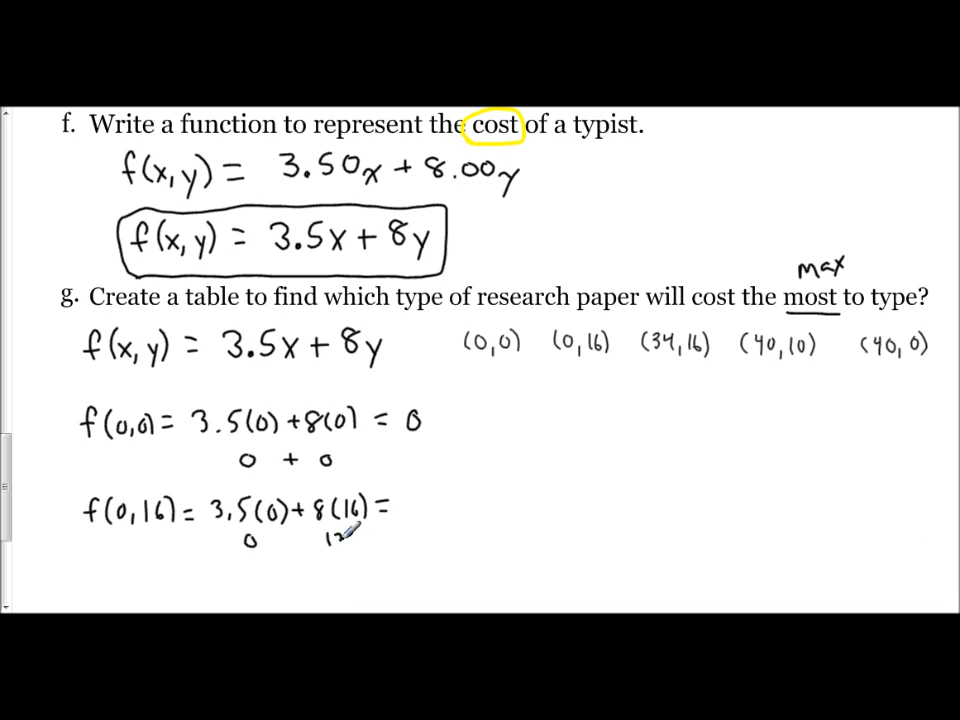 f. Write a function to represent the cost of a typist.
f(x,y) = 3.50x + 8.00y
f(x,y) = 3.5x + 8y
max
g. Create a table to find which type of research paper will cost the most to type?
f(x,y) = 3.5x + 8y (0,0) (0,16) (34,16) (40,10) (40,0)
f(0,0) = 3.5(0) + 8(0) = 0
0 + 0
f(0,16) = 3.5(0) + 8(16) =
0 12